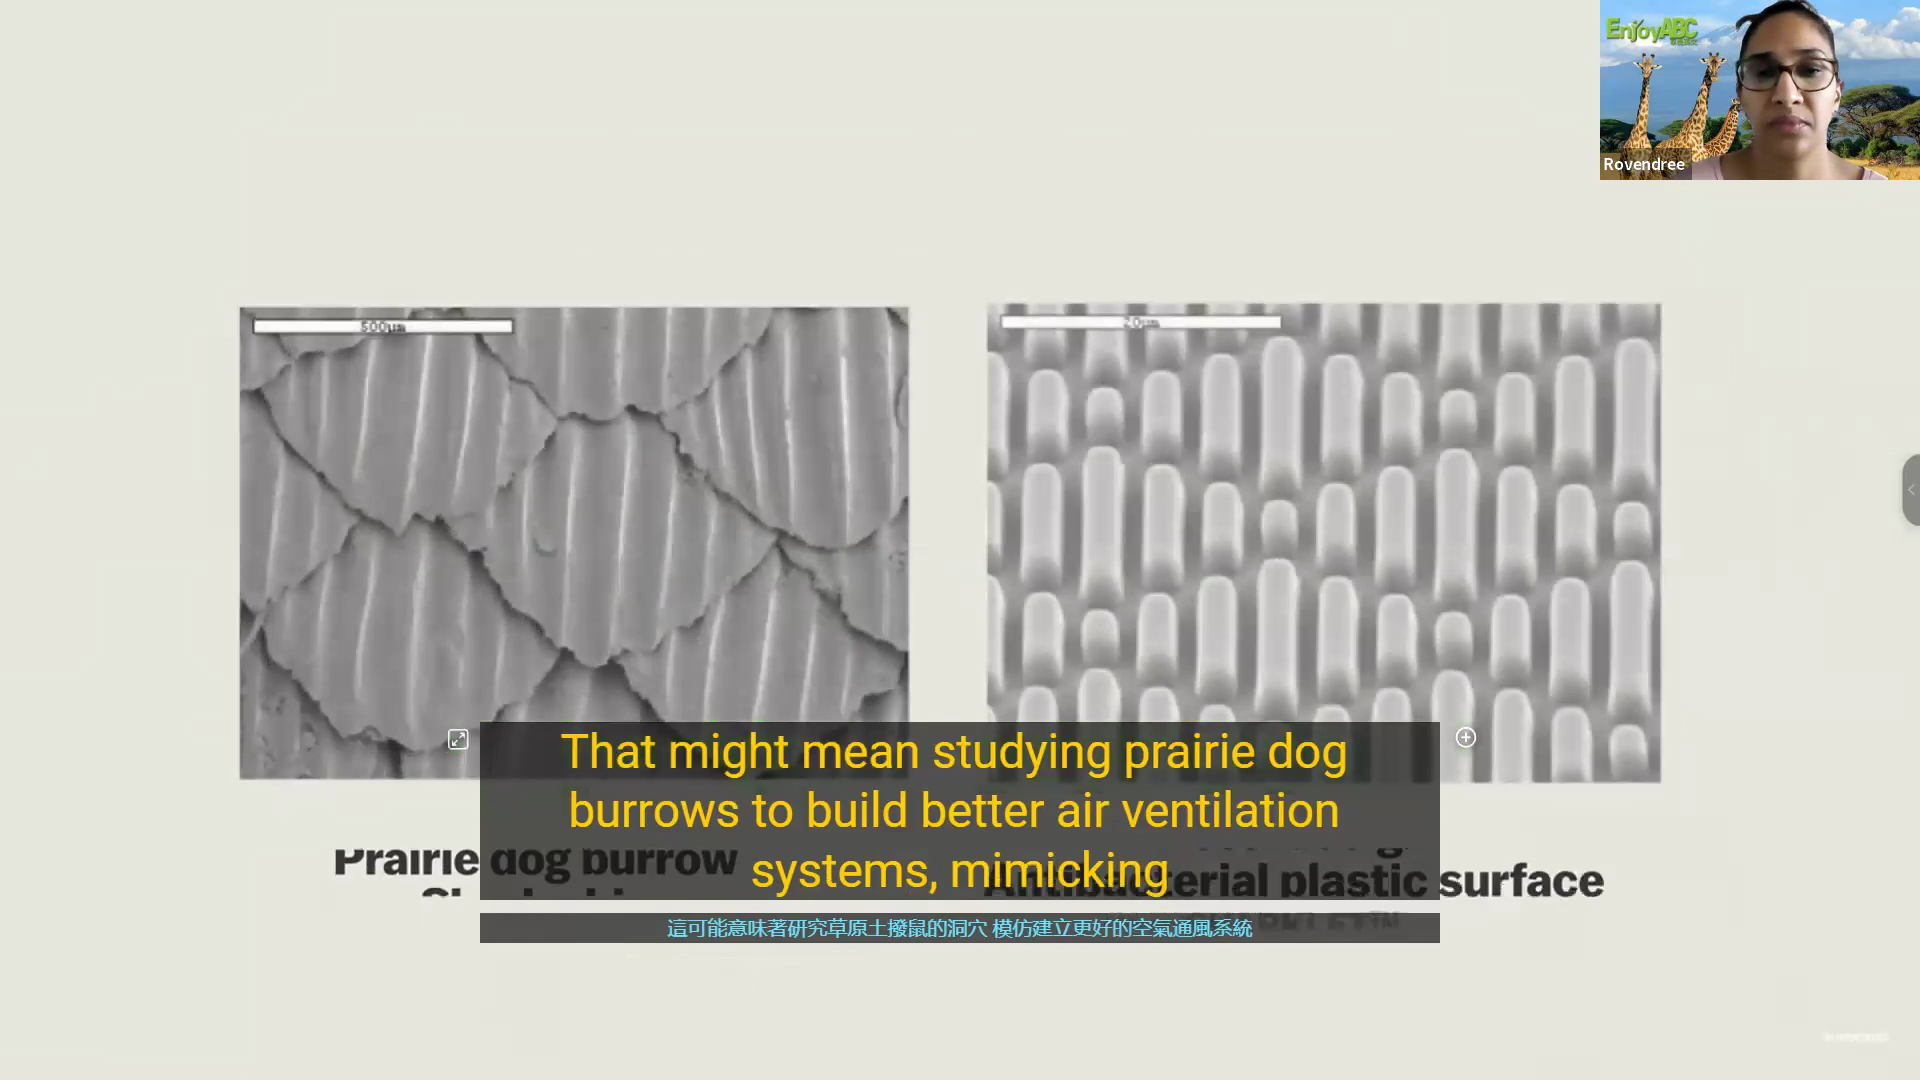 EnjoyABC
Rovendree
500µm
That might mean studying prairie dog
burrows to build better air ventilation
systems, mimicking
Prairie dog burrow
Antibacterial plastic surface
這可能意味著研究草原土撥鼠的洞穴 模仿建立更好的空氣通風系統